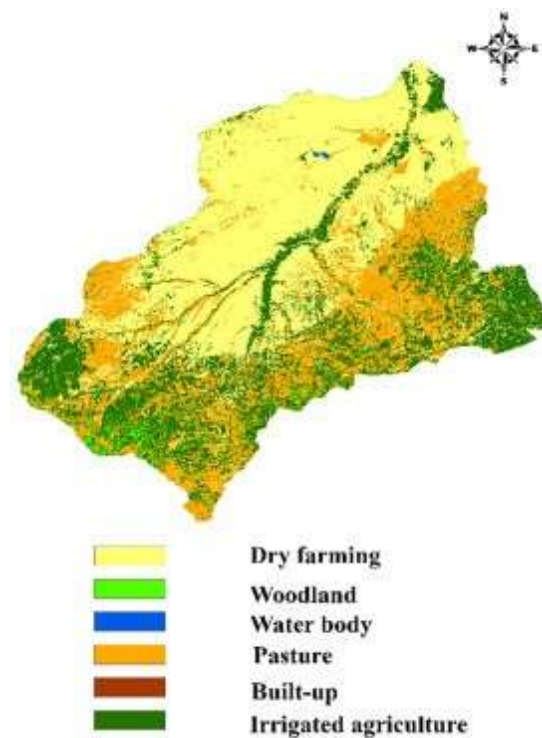 N
W E
S
Dry farming
Woodland
Water body
Pasture
Built-up
Irrigated agriculture